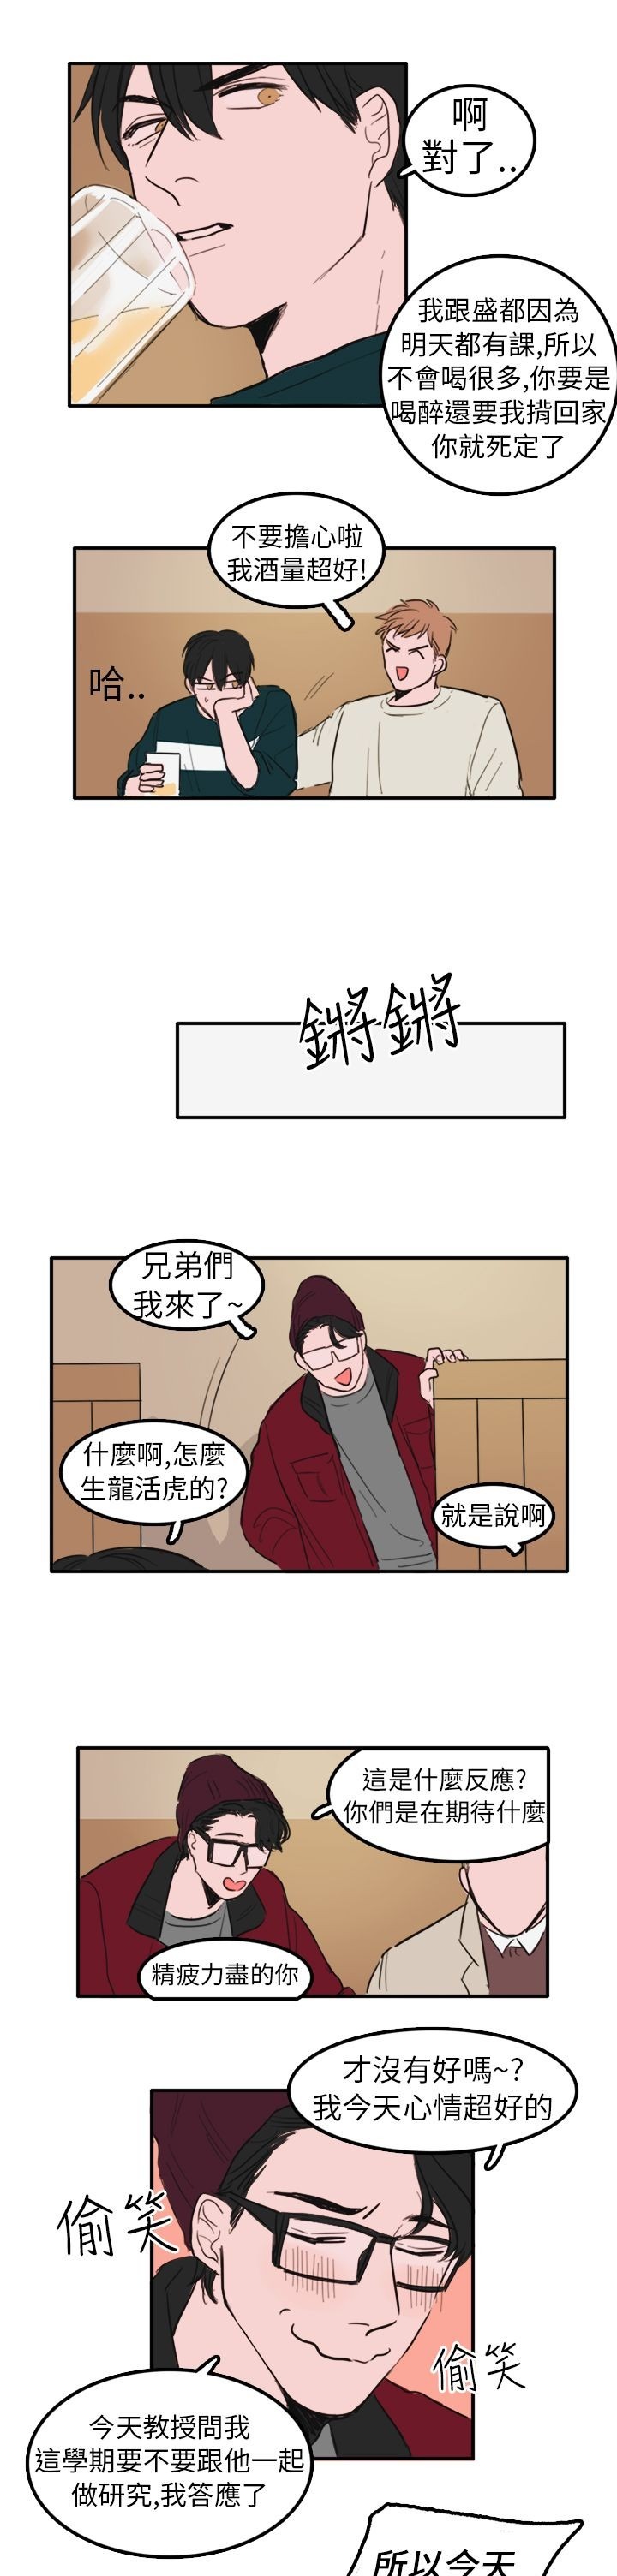 啊
對了..
我跟盛都因為
明天都有課,所以
不會喝很多,你要是
喝醉還要我揹回家
你就死定了
不要擔心啦
我酒量超好!
哈..
鏘鏘
兄弟們
我來了~
什麼啊,怎麼
生龍活虎的?
就是說啊
這是什麼反應?
你們是在期待什麼
精疲力盡的你
才沒有好嗎~?
我今天心情超好的
偷笑
偷笑
今天教授問我
這學期要不要跟他一起
做研究,我答應了
所以今天